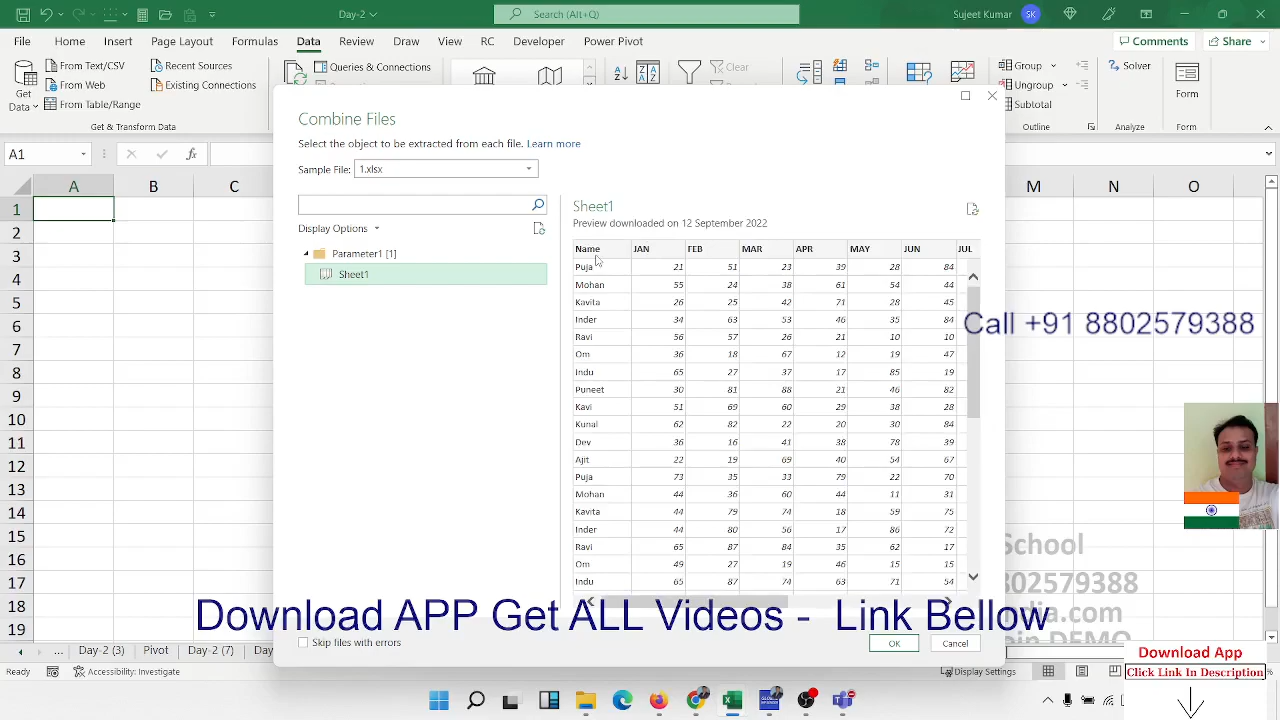 Day-2
Search (Alt+Q)
Sujeet Kumar
SK
File Home Insert Page Layout Formulas Data Review Draw View RC Developer Power Pivot
Comments Share
From Text/CSV Recent Sources Queries & Connections Clear Group Solver
From Web Existing Connections Ungroup
Get Data From Table/Range Subtotal Form
Get & Transform Data Outline Analyze Form
A1 fx
A B C M N O
1
2
3
4
5
6
7
8
9
10
11
12
13
14
15
16
17
18
19
Combine Files
Select the object to be extracted from each file. Learn more
Sample File: 1.xlsx
Display Options
Parameter1 [1]
Sheet1
Sheet1
Preview downloaded on 12 September 2022
Name JAN FEB MAR APR MAY JUN JUL
Puja 21 51 23 39 28 84
Mohan 55 24 38 61 54 44
Kavita 26 25 42 71 28 45
Inder 34 63 53 46 35 84
Ravi 56 57 26 21 10 10
Om 36 18 67 12 19 47
Indu 65 27 37 17 85 19
Puneet 30 81 88 21 46 82
Kavi 51 69 60 29 38 28
Kunal 62 82 22 20 30 84
Dev 36 16 41 38 78 39
Ajit 22 19 69 40 54 67
Puja 73 35 33 79 22 70
Mohan 44 36 60 44 11 31
Kavita 44 79 74 18 59 75
Inder 44 80 56 17 86 72
Ravi 65 87 84 35 62 17
Om 49 27 19 46 15 15
Indu 65 87 74 63 71 54
Call +91 8802579388
School
802579388
Download APP Get ALL Videos - Link Bellow
Skip files with errors
OK Cancel
Day-2 (3) Pivot Day-2 (7) Day
Ready Accessibility: Investigate Display Settings
Download App
Click Link In Description